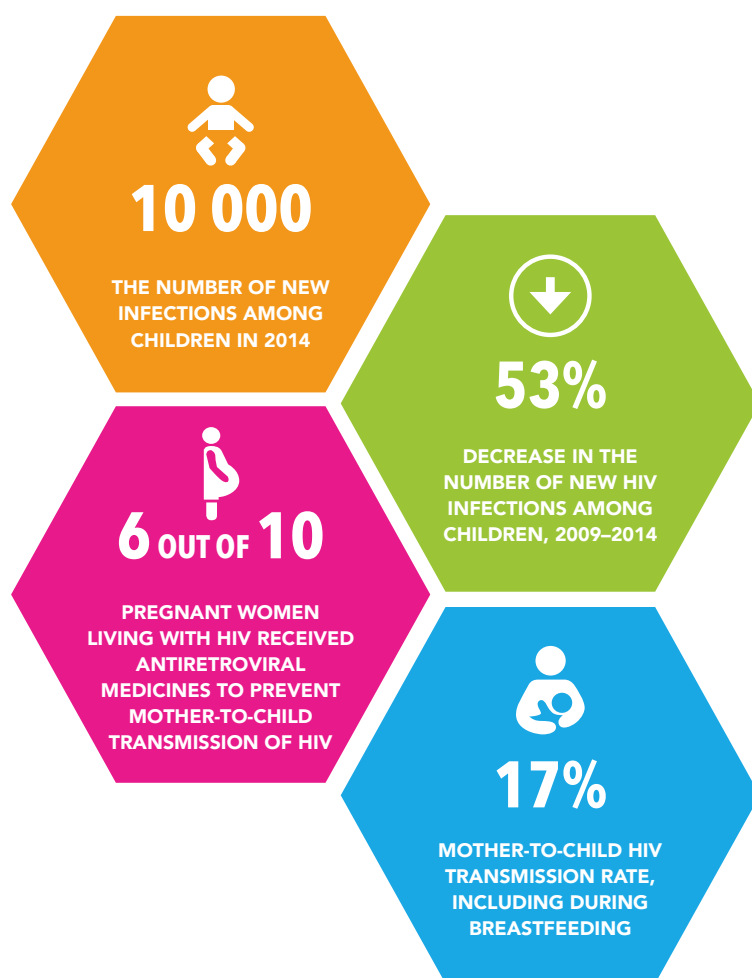 10 000
THE NUMBER OF NEW
INFECTIONS AMONG
CHILDREN IN 2014
53%
DECREASE IN THE
NUMBER OF NEW HIV
INFECTIONS AMONG
CHILDREN, 2009–2014
6 OUT OF 10
PREGNANT WOMEN
LIVING WITH HIV RECEIVED
ANTIRETROVIRAL
MEDICINES TO PREVENT
MOTHER-TO-CHILD
TRANSMISSION OF HIV
17%
MOTHER-TO-CHILD HIV
TRANSMISSION RATE,
INCLUDING DURING
BREASTFEEDING